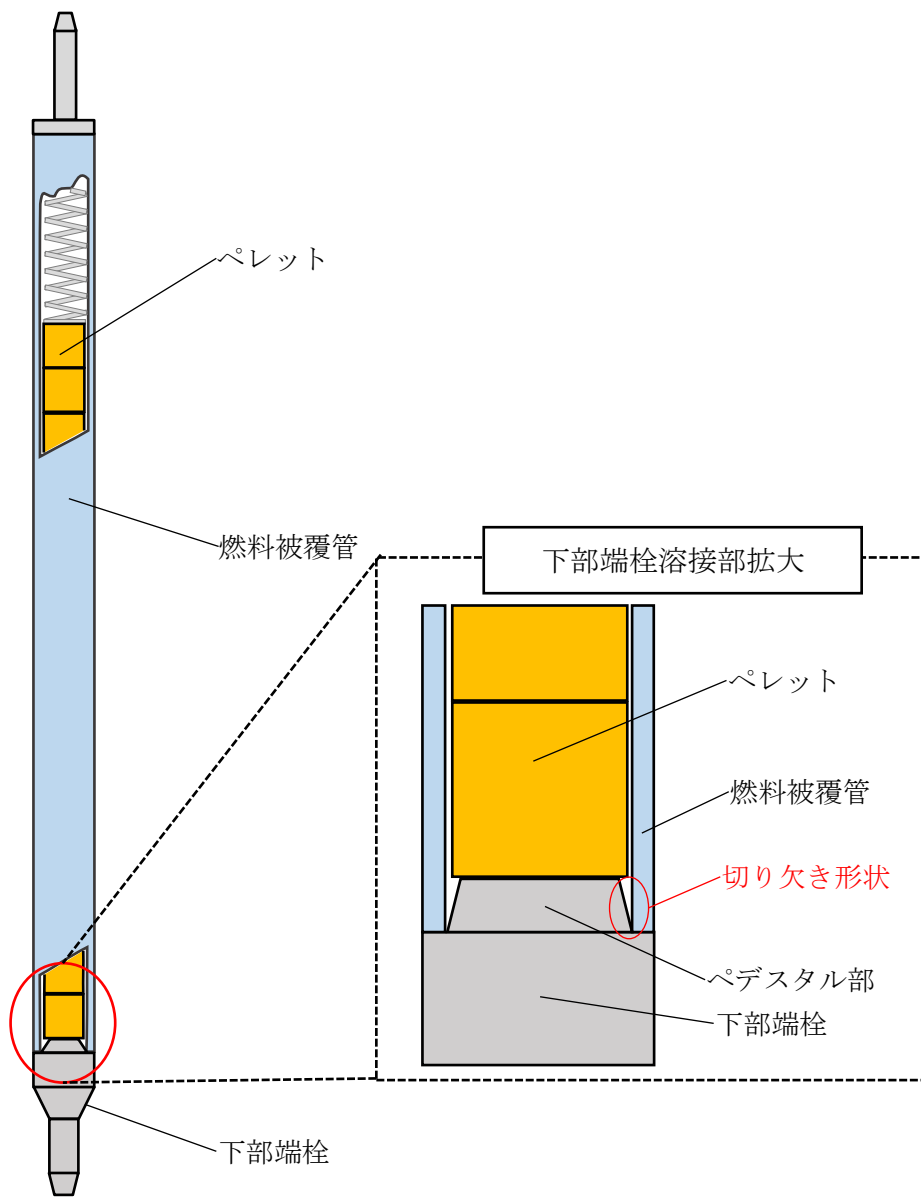 ペレット
燃料被覆管
下部端栓溶接部拡大
ペレット
燃料被覆管
切り欠き形状
ペデスタル部
下部端栓
下部端栓